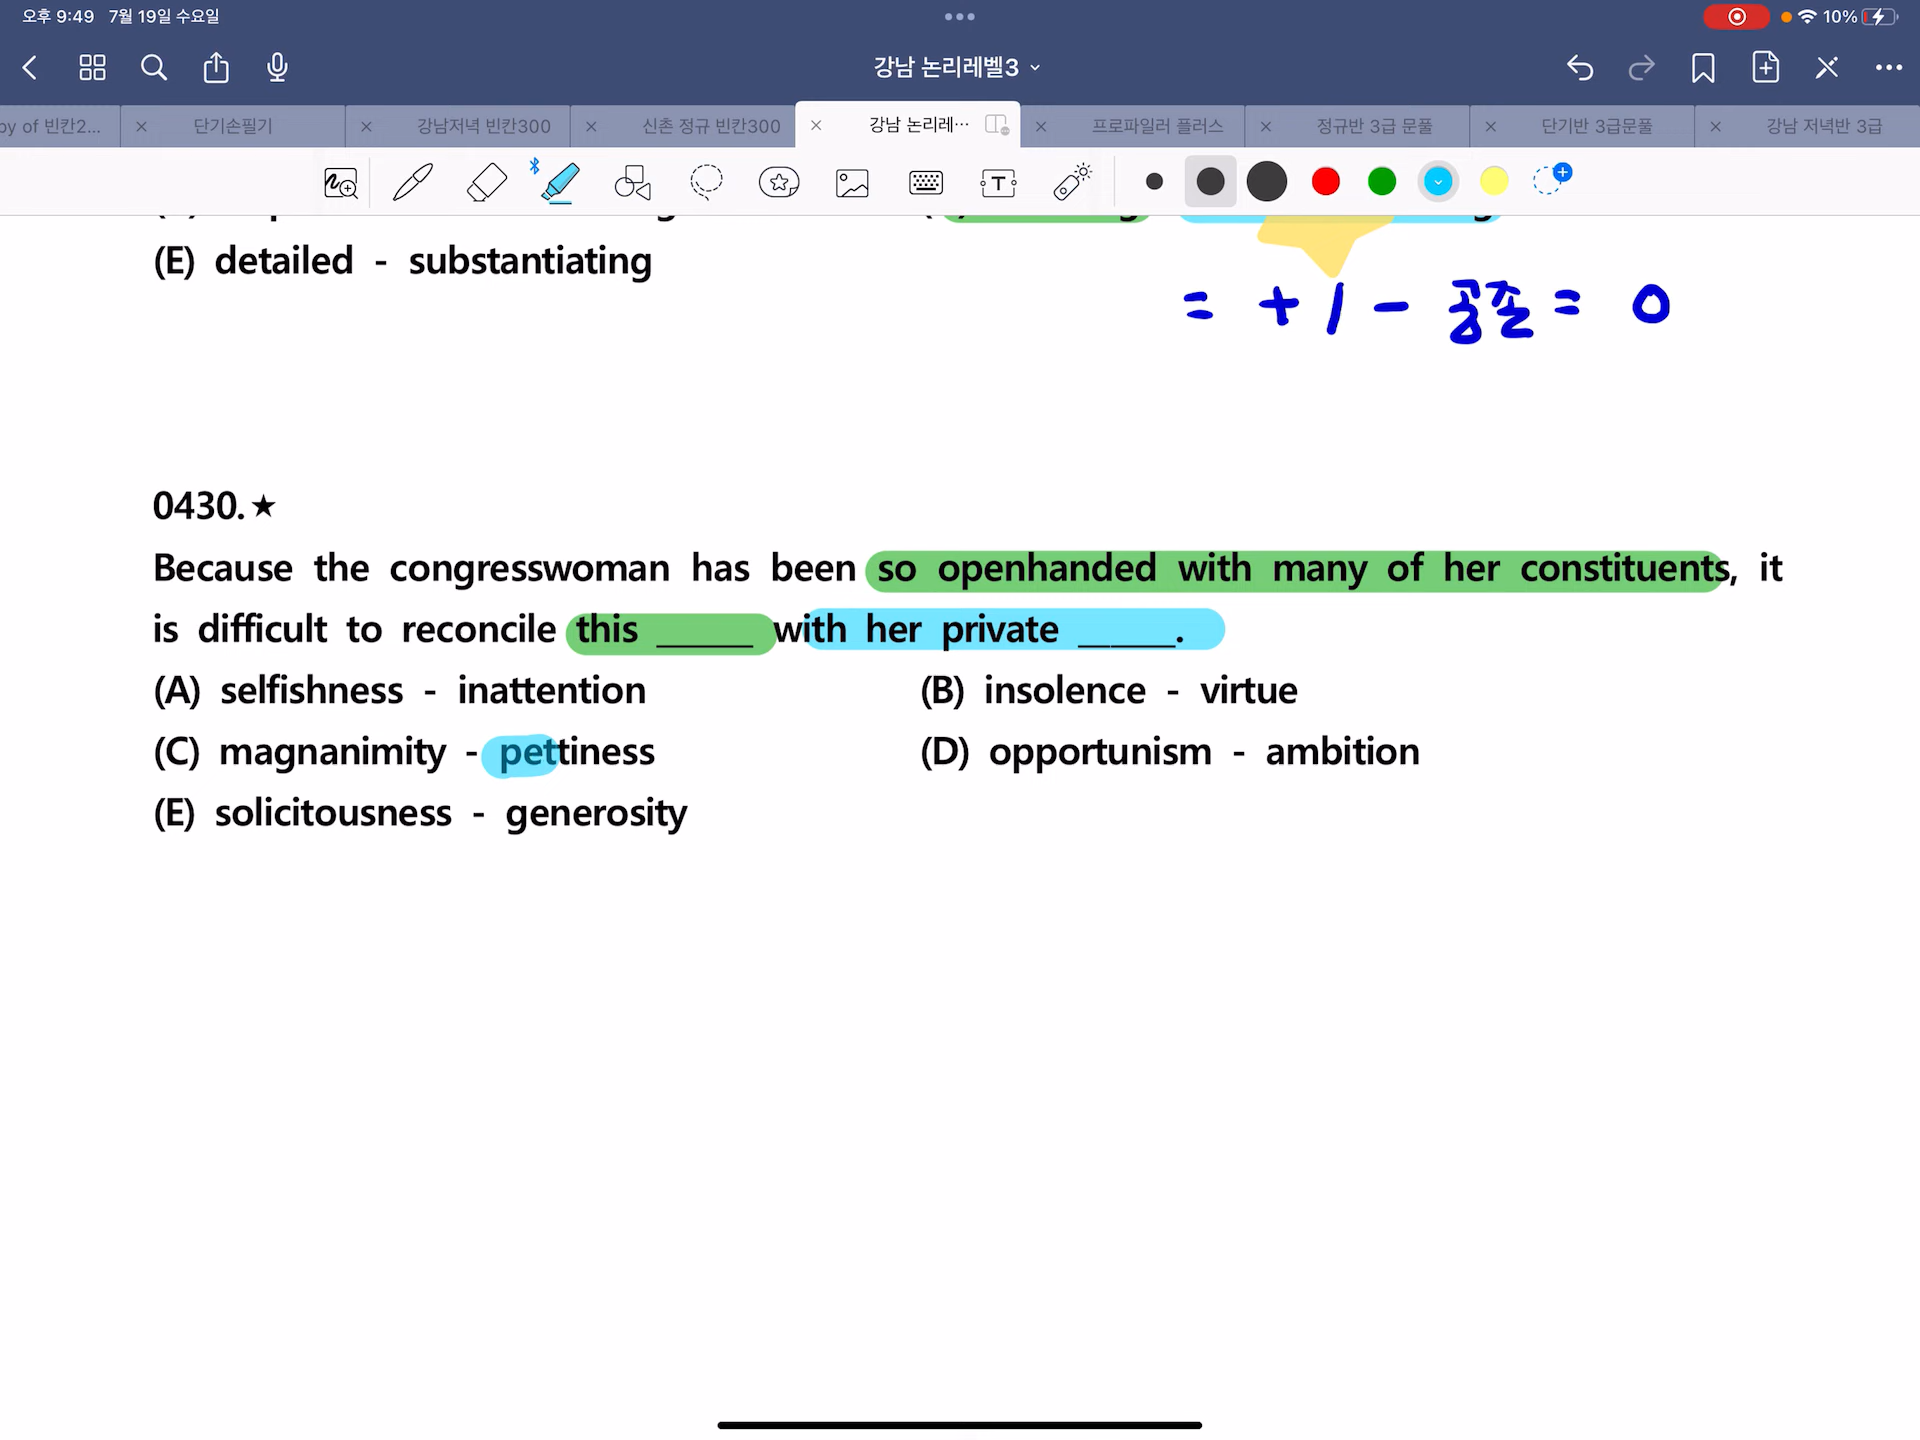 오후 9:49 7월 19일 수요일
10%
강남 논리레벨3
by of 빈칸2...
단기손필기
강남저녁 빈칸300
신촌 정규 빈칸300
강남 논리레…
프로파일러 플러스
정규반 3급 문풀
단기반 3급문풀
강남 저녁반 3급
(E) detailed - substantiating
= + 1 - 공존 = 0
0430.★
Because the congresswoman has been so openhanded with many of her constituents, it
is difficult to reconcile this ______ with her private ______.
(A) selfishness - inattention (B) insolence - virtue
(C) magnanimity - pettiness (D) opportunism - ambition
(E) solicitousness - generosity